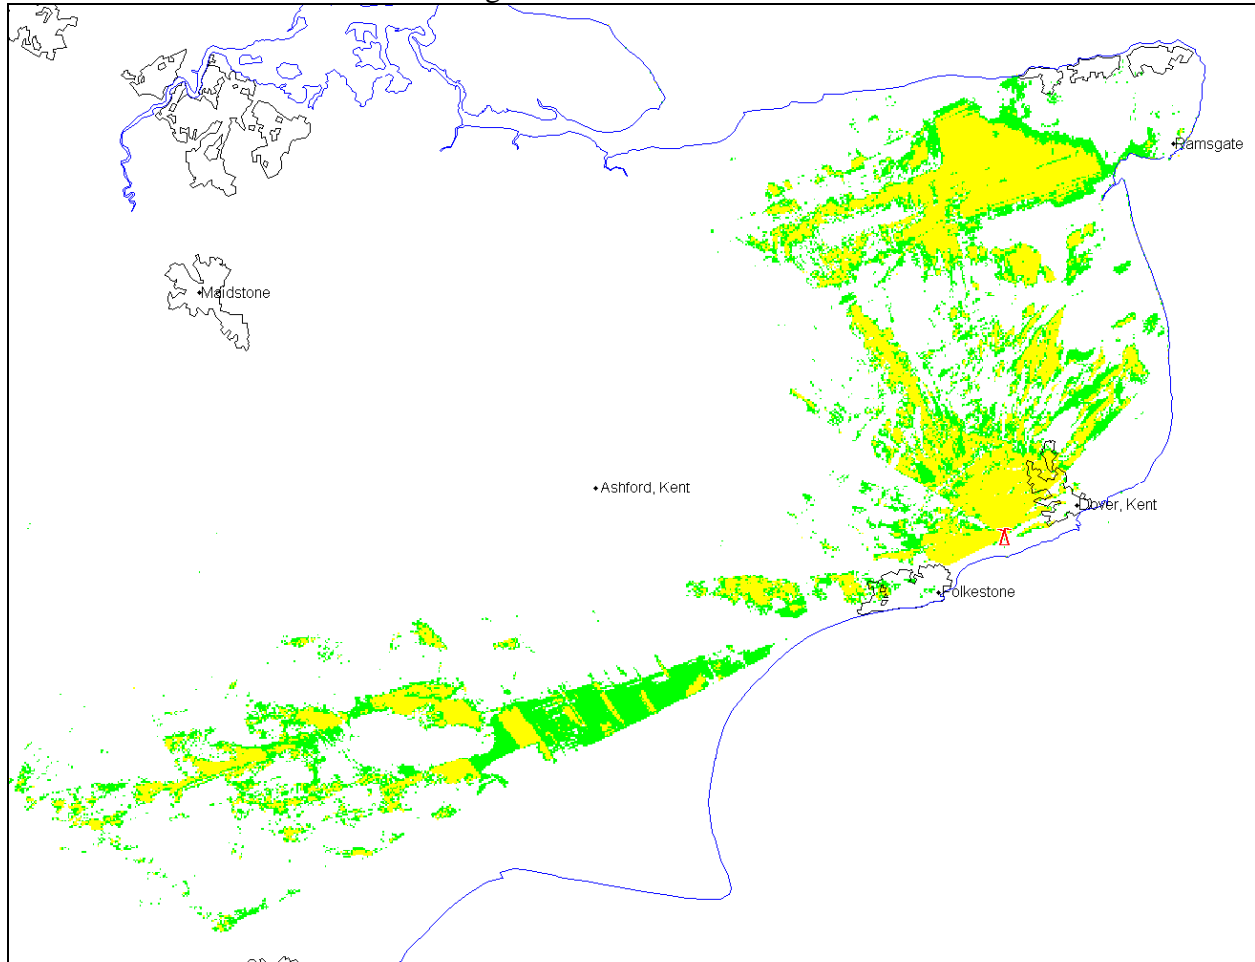 Ramsgate
Maidstone
Ashford, Kent
Dover, Kent
Folkestone